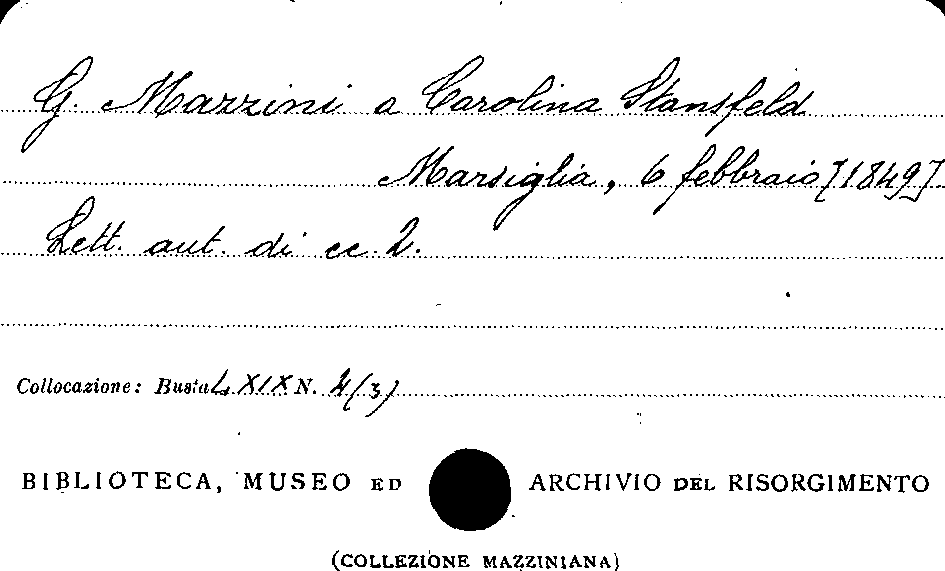 G. Mazzini a Carolina Stansfeld
Marsiglia, 6 febbraio [1849]
Lett. aut. di cc. 2.
Collocazione: Busta LXIX N. 4(3)
BIBLIOTECA, MUSEO ED ARCHIVIO DEL RISORGIMENTO
(COLLEZIONE MAZZINIANA)